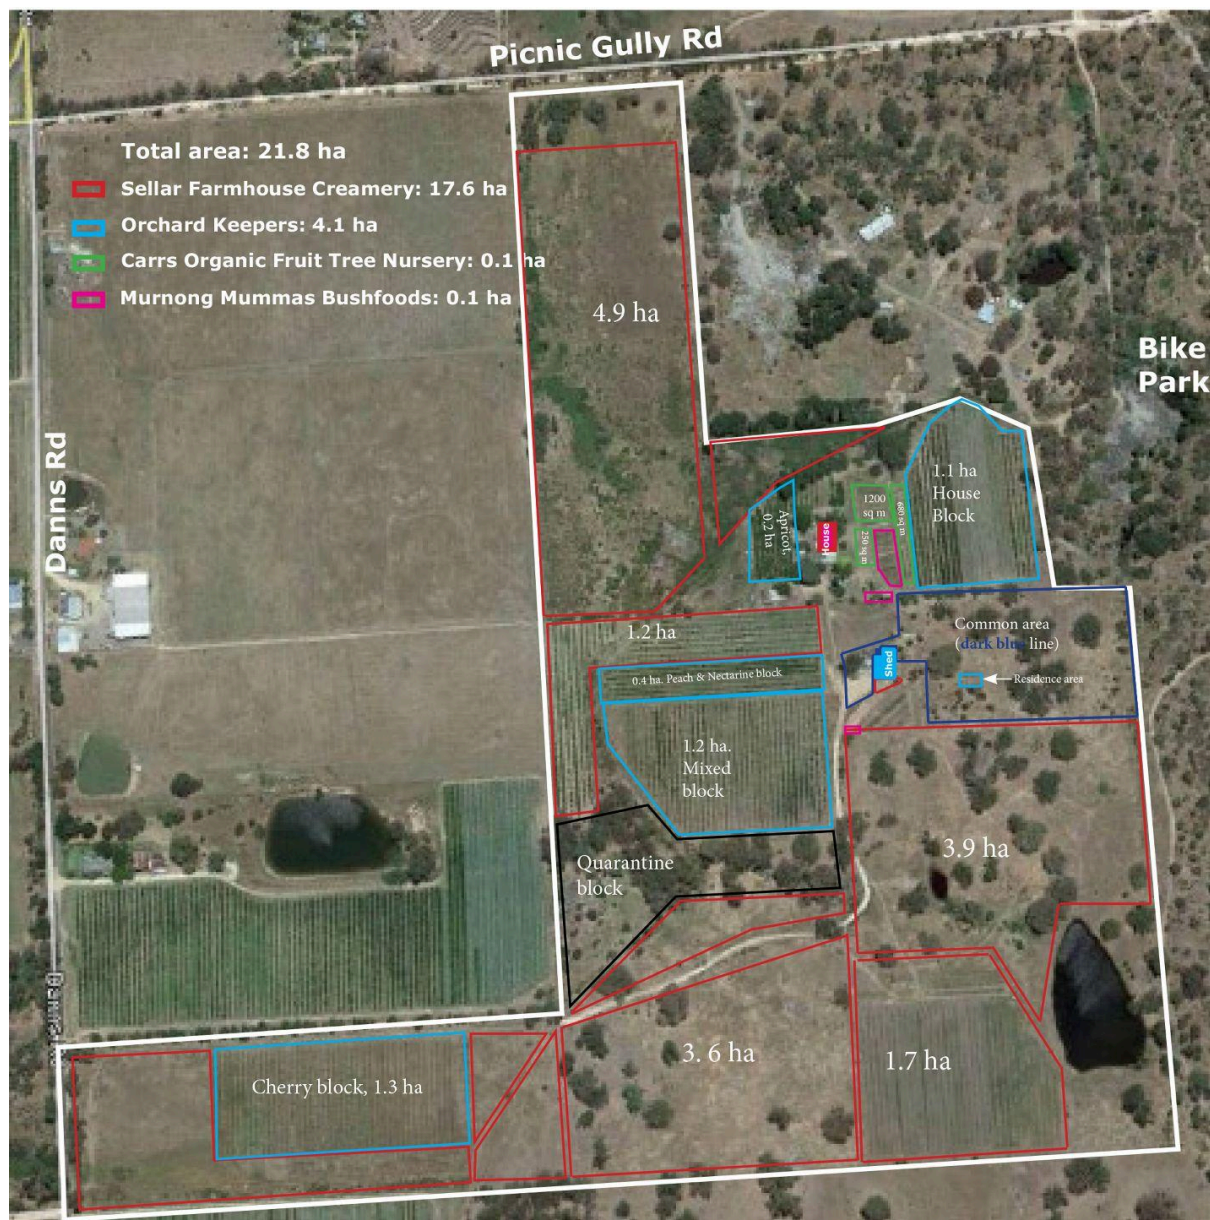 Picnic Gully Rd
Total area: 21.8 ha
Sellar Farmhouse Creamery: 17.6 ha
Orchard Keepers: 4.1 ha
Carrs Organic Fruit Tree Nursery: 0.1 ha
Murnong Mummas Bushfoods: 0.1 ha
4.9 ha
Bike
Park
Danns Rd
1.1 ha
House
Block
1200
sq m
680 sq m
250 sq m
Apricot.
0.2 ha
House
1.2 ha
Common area
(dark blue line)
Shed
Residence area
0.4 ha. Peach & Nectarine block
1.2 ha.
Mixed
block
3.9 ha
Quarantine
block
3. 6 ha
1.7 ha
Cherry block, 1.3 ha